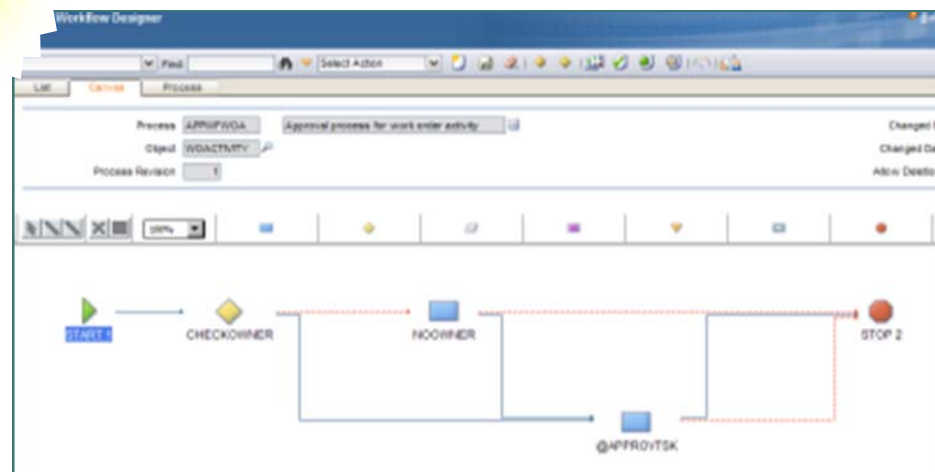 Workflow Designer
Find Select Action
List Canvas Process
Process APPWFWOA Approval process for work order activity Changed
Object WOACTIVITY Changed
Process Revision 1 Allow
100%
START 1 CHECKOWNER NOOWNER STOP 2
@APPROVTSK